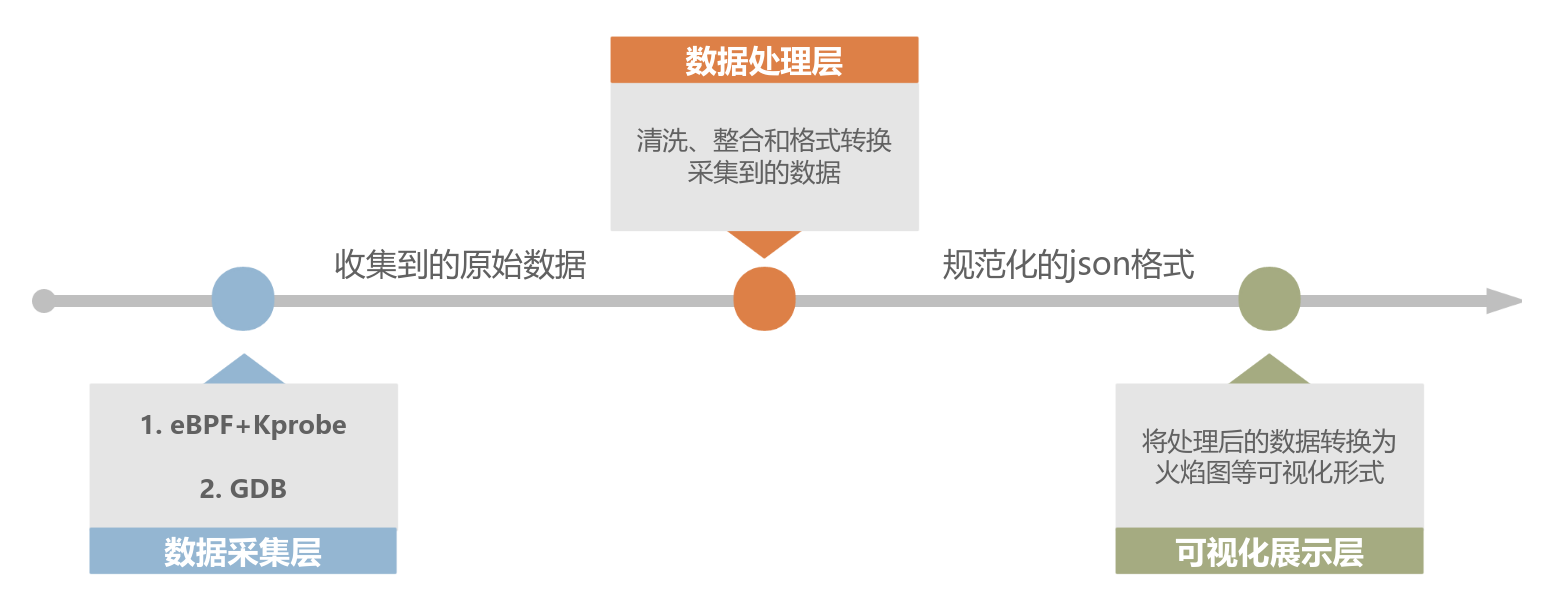 数据处理层
清洗、整合和格式转换
采集到的数据
收集到的原始数据
规范化的json格式
1. eBPF+Kprobe
2. GDB
数据采集层
将处理后的数据转换为
火焰图等可视化形式
可视化展示层